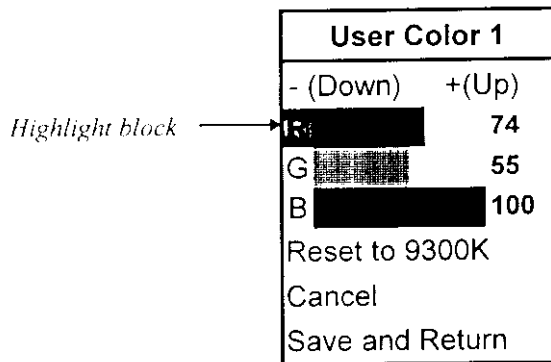 User Color 1
- (Down) +(Up)
Highlight block R 74
G 55
B 100
Reset to 9300K
Cancel
Save and Return